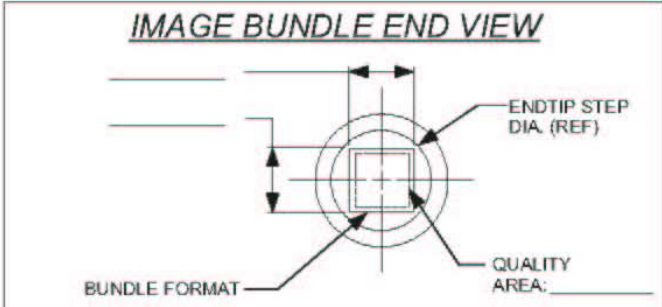 IMAGE BUNDLE END VIEW
ENDTIP STEP
DIA. (REF)
BUNDLE FORMAT
QUALITY
AREA: